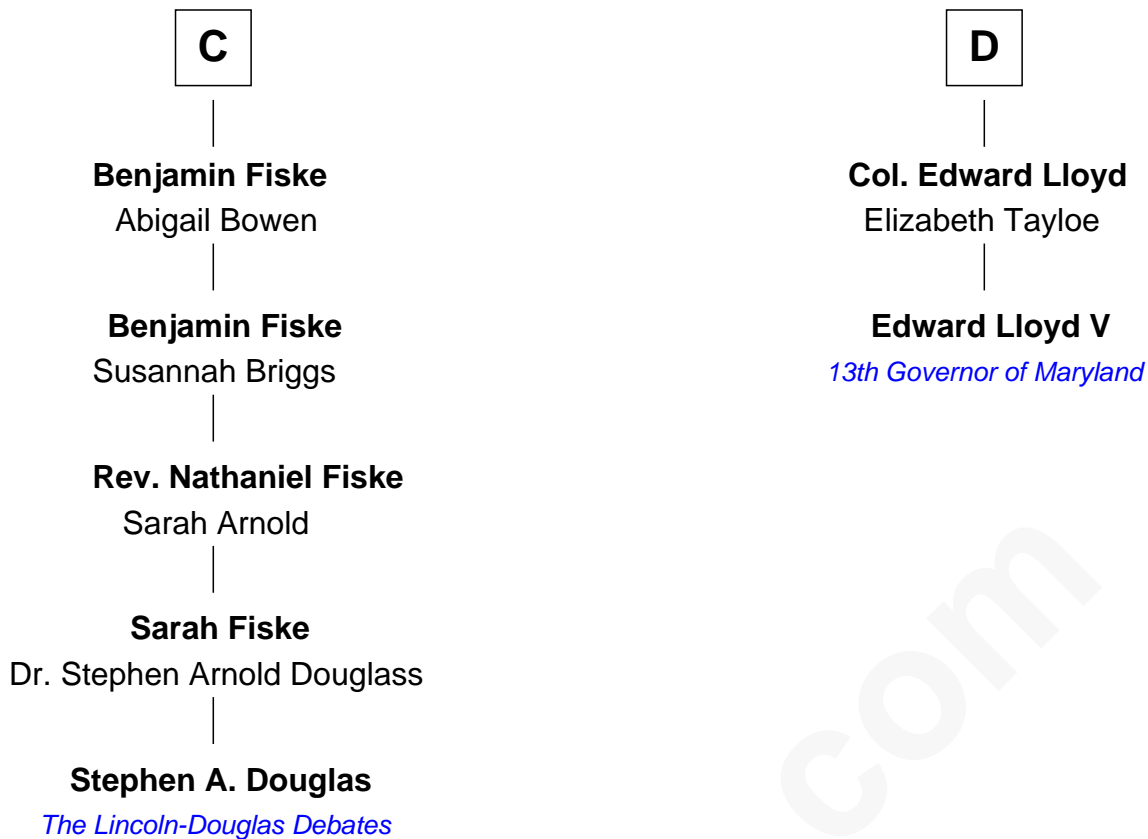 C
Benjamin Fiske
Abigail Bowen
Benjamin Fiske
Susannah Briggs
Rev. Nathaniel Fiske
Sarah Arnold
Sarah Fiske
Dr. Stephen Arnold Douglass
Stephen A. Douglas
The Lincoln-Douglas Debates
D
Col. Edward Lloyd
Elizabeth Tayloe
Edward Lloyd V
13th Governor of Maryland
com